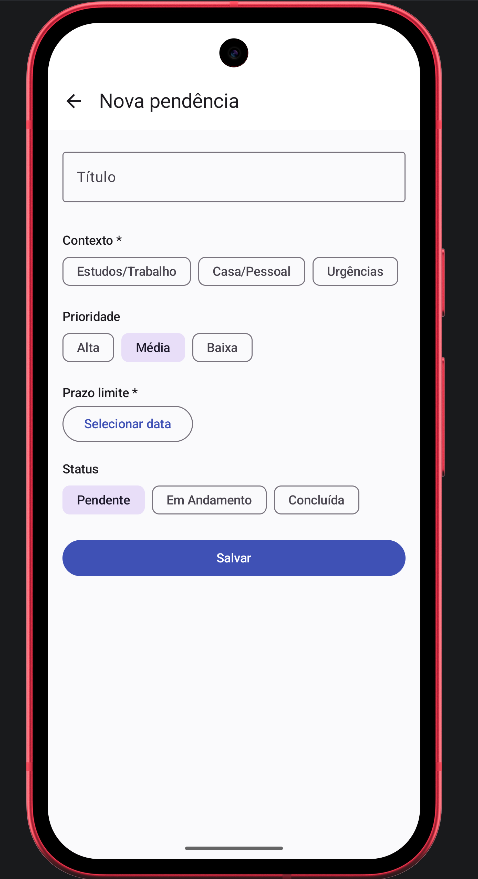 Nova pendência
Título
Contexto *
Estudos/Trabalho Casa/Pessoal Urgências
Prioridade
Alta Média Baixa
Prazo limite *
Selecionar data
Status
Pendente Em Andamento Concluída
Salvar